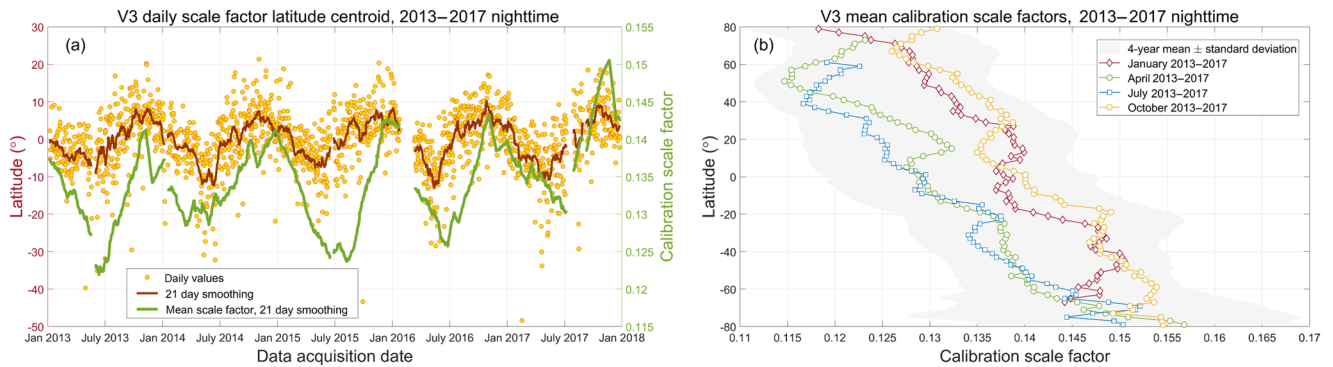 V3 daily scale factor latitude centroid, 2013−2017 nighttime
(a)
30
20
10
0
-10
-20
-30
-40
-50
Latitude (°)
0.155
0.15
0.145
0.14
0.135
0.13
0.125
0.12
0.115
Calibration scale factor
Daily values
21 day smoothing
Mean scale factor, 21 day smoothing
Jan 2013 July 2013 Jan 2014 July 2014 Jan 2015 July 2015 Jan 2016 July 2016 Jan 2017 July 2017 Jan 2018
Data acquisition date
V3 mean calibration scale factors, 2013−2017 nighttime
(b)
80
60
40
20
0
-20
-40
-60
-80
Latitude (°)
4-year mean ± standard deviation
January 2013−2017
April 2013−2017
July 2013−2017
October 2013−2017
0.11 0.115 0.12 0.125 0.13 0.135 0.14 0.145 0.15 0.155 0.16 0.165 0.17
Calibration scale factor